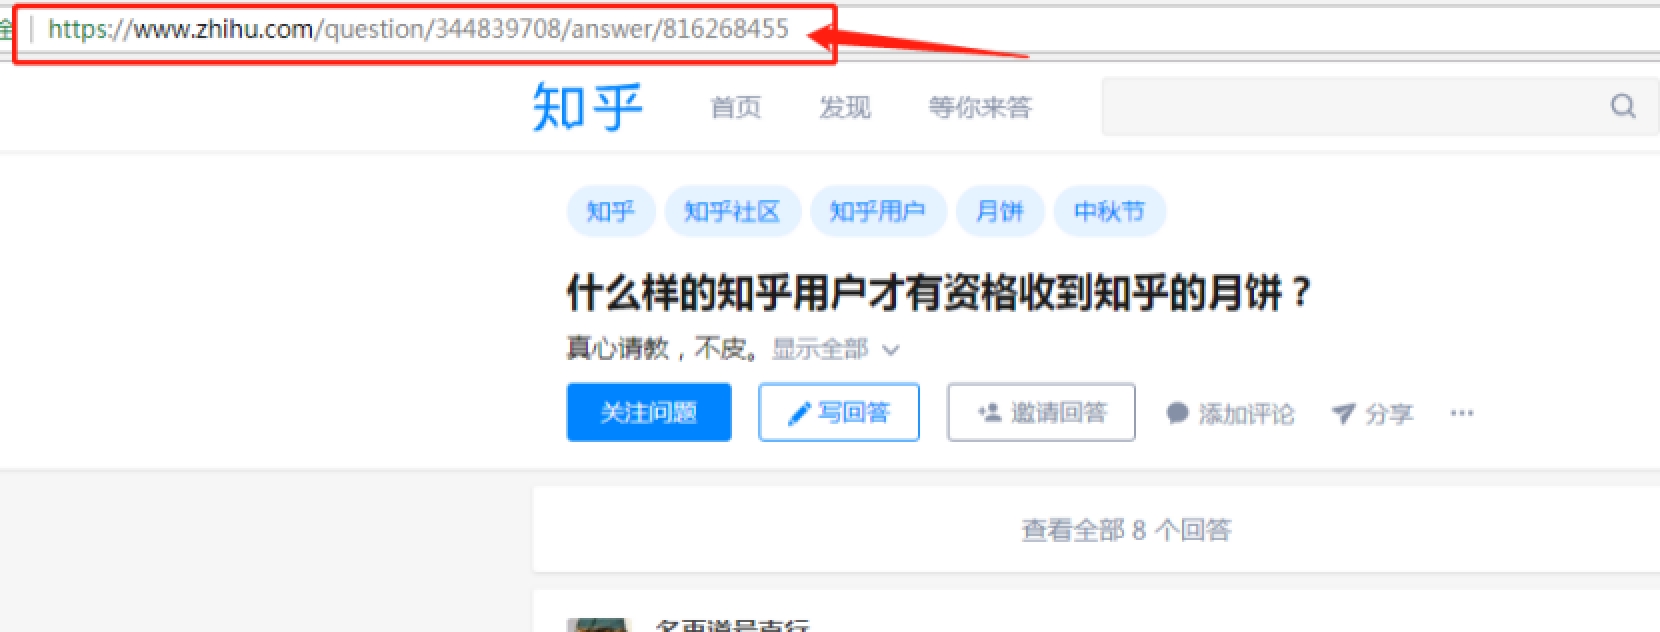 全 https://www.zhihu.com/question/344839708/answer/816268455
知乎 首页 发现 等你来答
知乎 知乎社区 知乎用户 月饼 中秋节
什么样的知乎用户才有资格收到知乎的月饼？
真心请教，不皮。显示全部
关注问题 写回答 邀请回答 添加评论 分享 ···
查看全部 8 个回答